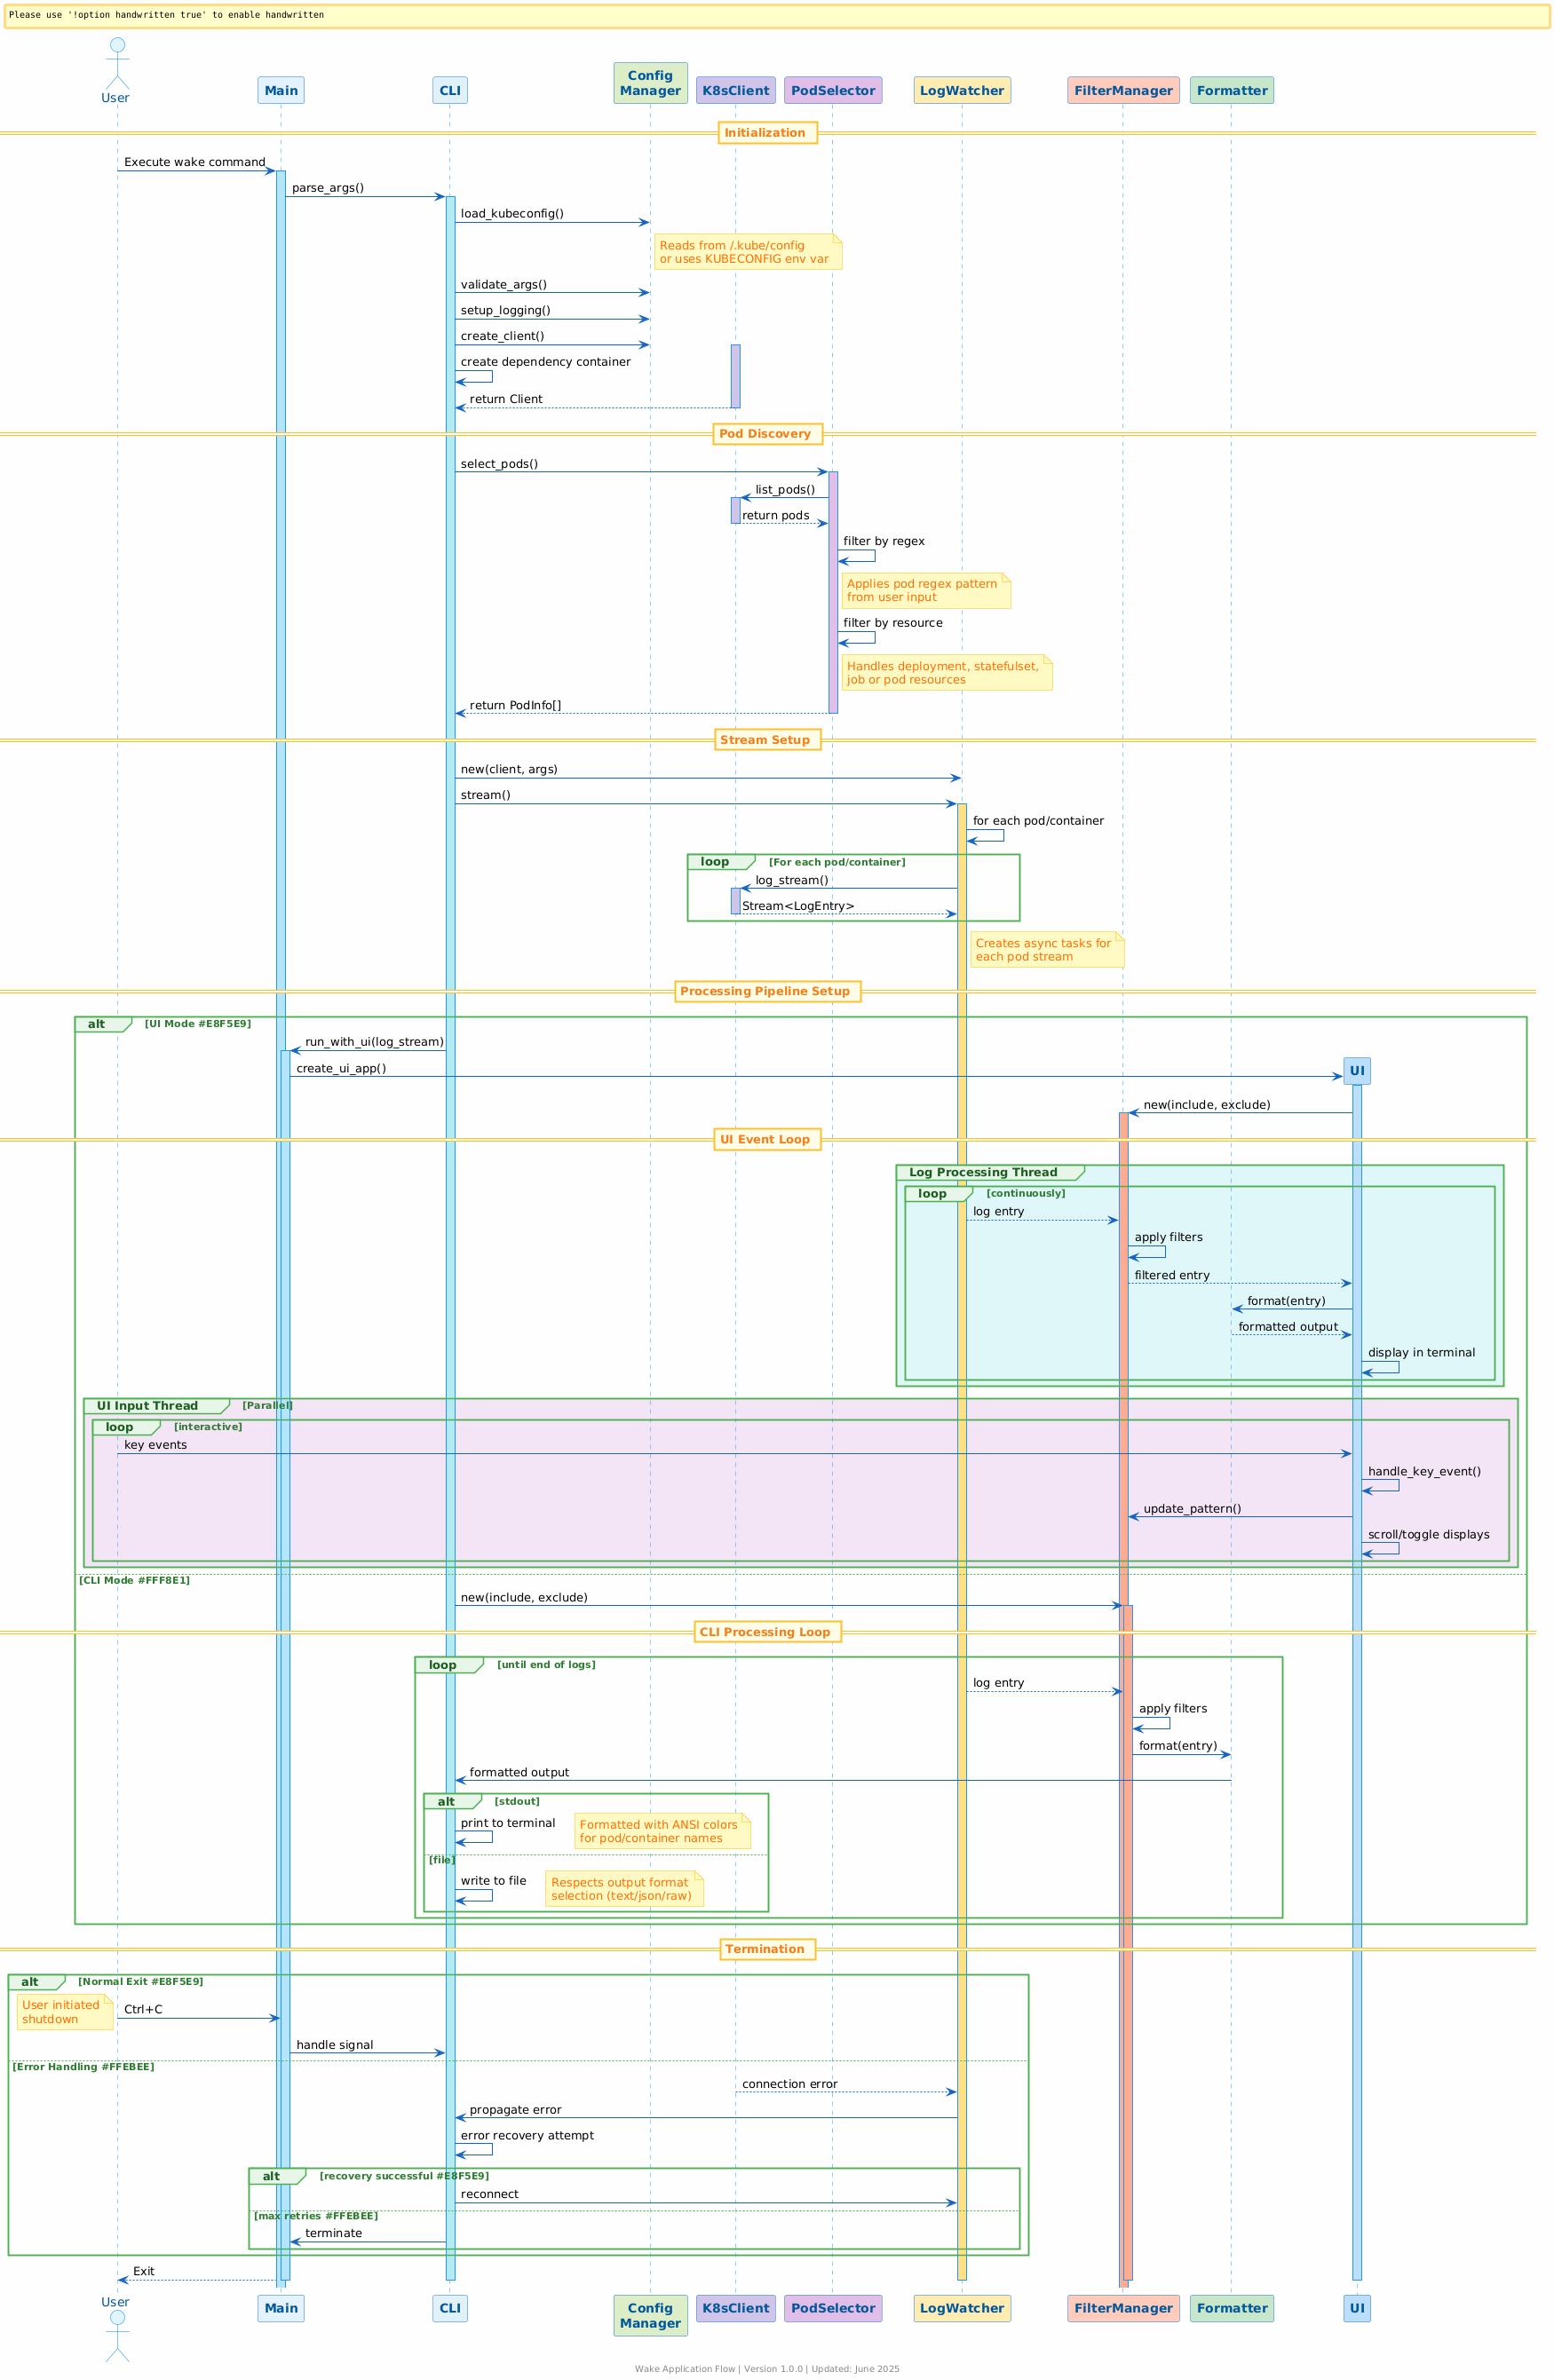 Please use '!option handwritten true' to enable handwritten
User
Main
CLI
Config
Manager
K8sClient
PodSelector
LogWatcher
FilterManager
Formatter
Initialization
Execute wake command
parse_args()
load_kubeconfig()
Reads from /.kube/config
or uses KUBECONFIG env var
validate_args()
setup_logging()
create_client()
create dependency container
return Client
Pod Discovery
select_pods()
list_pods()
return pods
filter by regex
Applies pod regex pattern
from user input
filter by resource
Handles deployment, statefulset,
job or pod resources
return PodInfo[]
Stream Setup
new(client, args)
stream()
for each pod/container
loop [For each pod/container]
log_stream()
Stream<LogEntry>
Creates async tasks for
each pod stream
Processing Pipeline Setup
alt [UI Mode #E8F5E9]
run_with_ui(log_stream)
create_ui_app()
UI
new(include, exclude)
UI Event Loop
Log Processing Thread
loop [continuously]
log entry
apply filters
filtered entry
format(entry)
formatted output
display in terminal
UI Input Thread [Parallel]
loop [interactive]
key events
handle_key_event()
update_pattern()
scroll/toggle displays
[CLI Mode #FFF8E1]
new(include, exclude)
CLI Processing Loop
loop [until end of logs]
log entry
apply filters
format(entry)
formatted output
alt [stdout]
print to terminal
Formatted with ANSI colors
for pod/container names
[file]
write to file
Respects output format
selection (text/json/raw)
Termination
alt [Normal Exit #E8F5E9]
User initiated
shutdown
Ctrl+C
handle signal
[Error Handling #FFEBEE]
connection error
propagate error
error recovery attempt
alt [recovery successful #E8F5E9]
reconnect
[max retries #FFEBEE]
terminate
Exit
User
Main
CLI
Config
Manager
K8sClient
PodSelector
LogWatcher
FilterManager
Formatter
UI
Wake Application Flow | Version 1.0.0 | Updated: June 2025